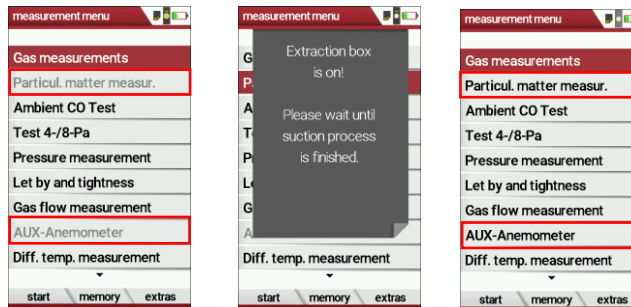 measurement menu
Gas measurements
Particul. matter measur.
Ambient CO Test
Test 4-/8-Pa
Pressure measurement
Let by and tightness
Gas flow measurement
AUX-Anemometer
Diff. temp. measurement
start memory extras
measurement menu
G
P
A
T
P
L
G
A
Extraction box
is on!
Please wait until
suction process
is finished.
Diff. temp. measurement
start memory extras
measurement menu
Gas measurements
Particul. matter measur.
Ambient CO Test
Test 4-/8-Pa
Pressure measurement
Let by and tightness
Gas flow measurement
AUX-Anemometer
Diff. temp. measurement
start memory extras